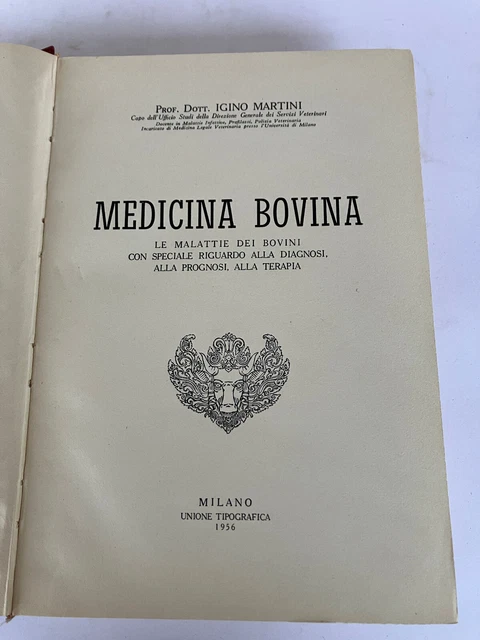 PROF. DOTT. IGINO MARTINI
Capo dell'Ufficio Studi della Direzione Generale dei Servizi Veterinari
Docente in Malattie Infettive, Profilassi, Polizia Veterinaria
Incaricato di Medicina Legale Veterinaria presso l'Università di Milano
MEDICINA BOVINA
LE MALATTIE DEI BOVINI
CON SPECIALE RIGUARDO ALLA DIAGNOSI,
ALLA PROGNOSI, ALLA TERAPIA
MILANO
UNIONE TIPOGRAFICA
1956